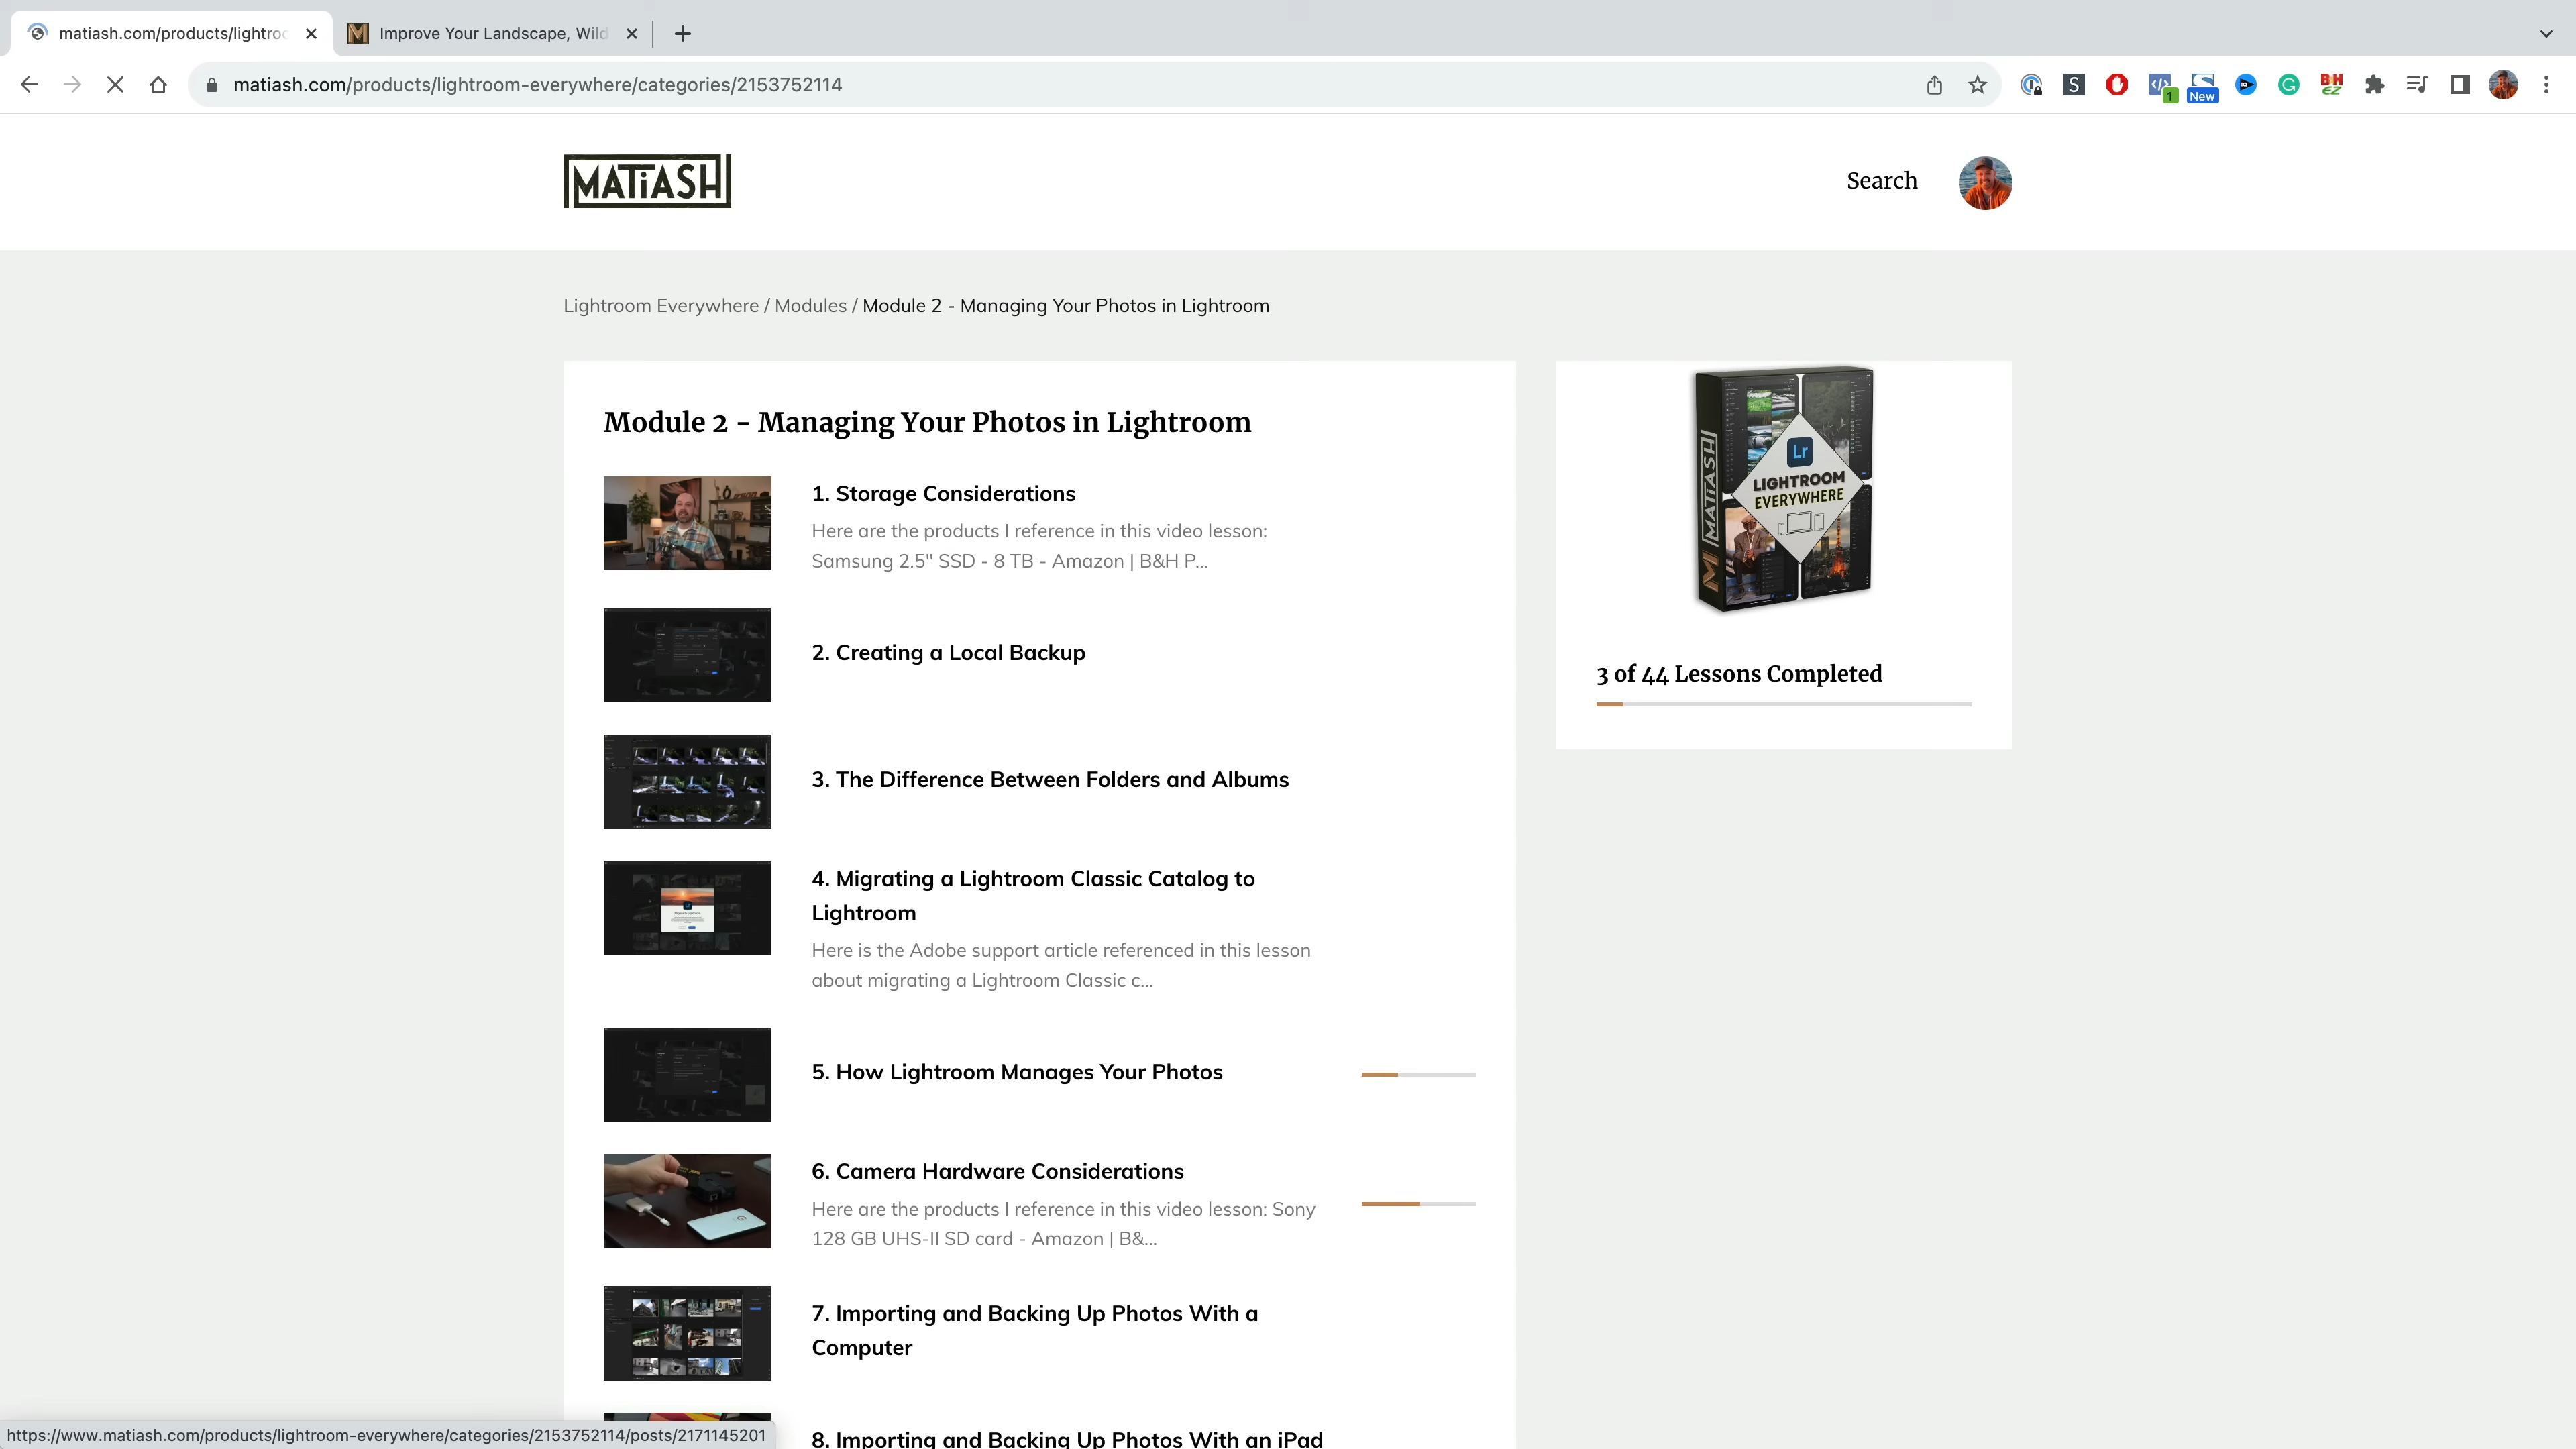 matiash.com/products/lightroo
Improve Your Landscape, Wild
matiash.com/products/lightroom-everywhere/categories/2153752114
S
1
New
G
BH
EZ
MATiASH
Search
Lightroom Everywhere / Modules / Module 2 - Managing Your Photos in Lightroom
Module 2 - Managing Your Photos in Lightroom
1. Storage Considerations
Here are the products I reference in this video lesson:
Samsung 2.5" SSD - 8 TB - Amazon | B&H P...
2. Creating a Local Backup
3. The Difference Between Folders and Albums
4. Migrating a Lightroom Classic Catalog to
Lightroom
Here is the Adobe support article referenced in this lesson
about migrating a Lightroom Classic c...
5. How Lightroom Manages Your Photos
6. Camera Hardware Considerations
Here are the products I reference in this video lesson: Sony
128 GB UHS-II SD card - Amazon | B&...
7. Importing and Backing Up Photos With a
Computer
8. Importing and Backing Up Photos With an iPad
MATiASH
Lr
LIGHTROOM
EVERYWHERE
3 of 44 Lessons Completed
https://www.matiash.com/products/lightroom-everywhere/categories/2153752114/posts/2171145201